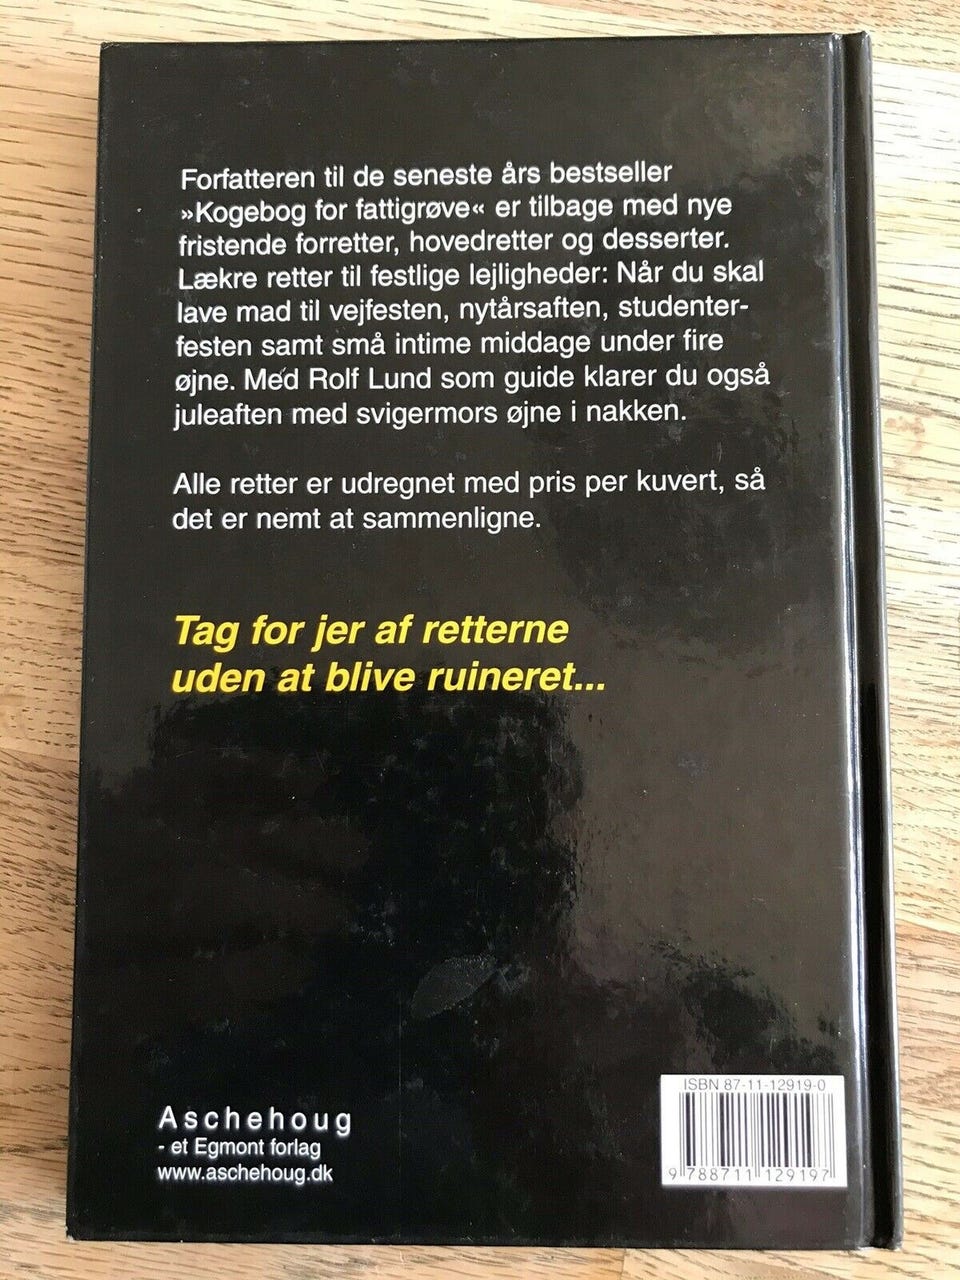 Forfatteren til de seneste års bestseller
»Kogebog for fattigrøve« er tilbage med nye
fristende forretter, hovedretter og desserter.
Lækre retter til festlige lejligheder: Når du skal
lave mad til vejfesten, nytårsaften, studenter-
festen samt små intime middage under fire
øjne. Med Rolf Lund som guide klarer du også
juleaften med svigermors øjne i nakken.
Alle retter er udregnet med pris per kuvert, så
det er nemt at sammenligne.
Tag for jer af retterne
uden at blive ruineret...
Aschehoug
- et Egmont forlag
www.aschehoug.dk
ISBN 87-11-12919-0
9 788711 129197